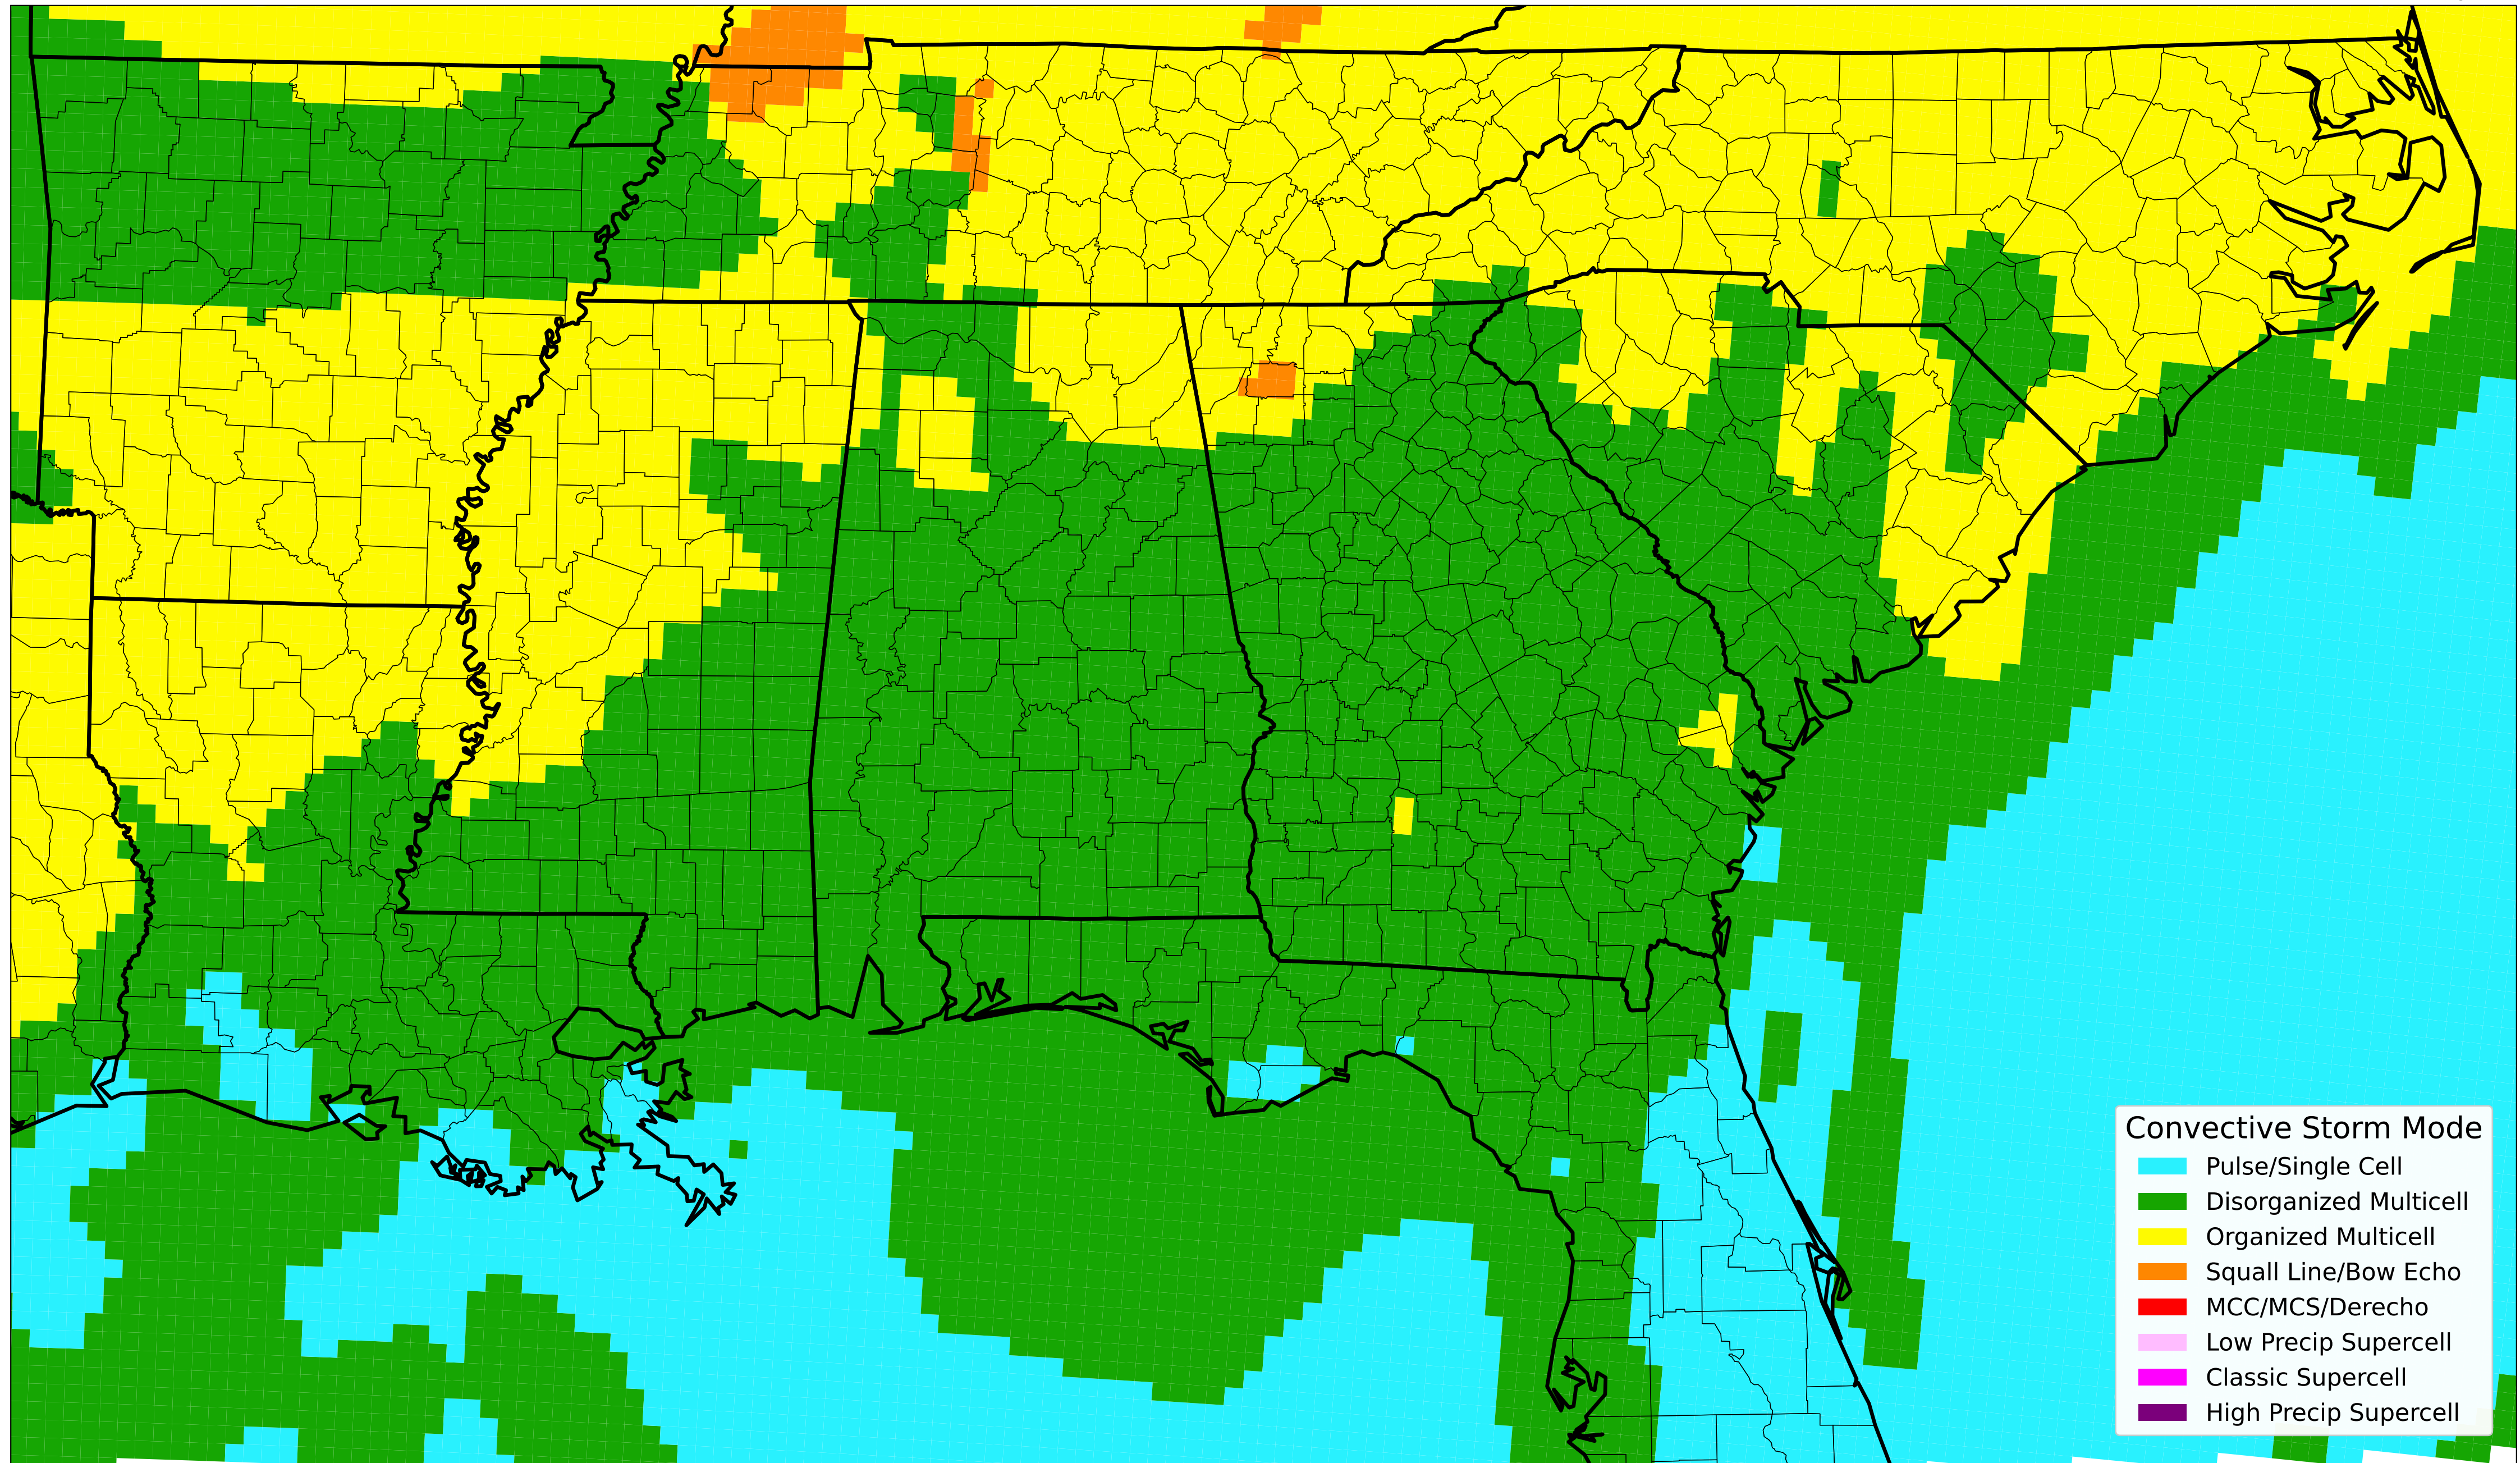 Convective Storm Mode
Pulse/Single Cell
Disorganized Multicell
Organized Multicell
Squall Line/Bow Echo
MCC/MCS/Derecho
Low Precip Supercell
Classic Supercell
High Precip Supercell